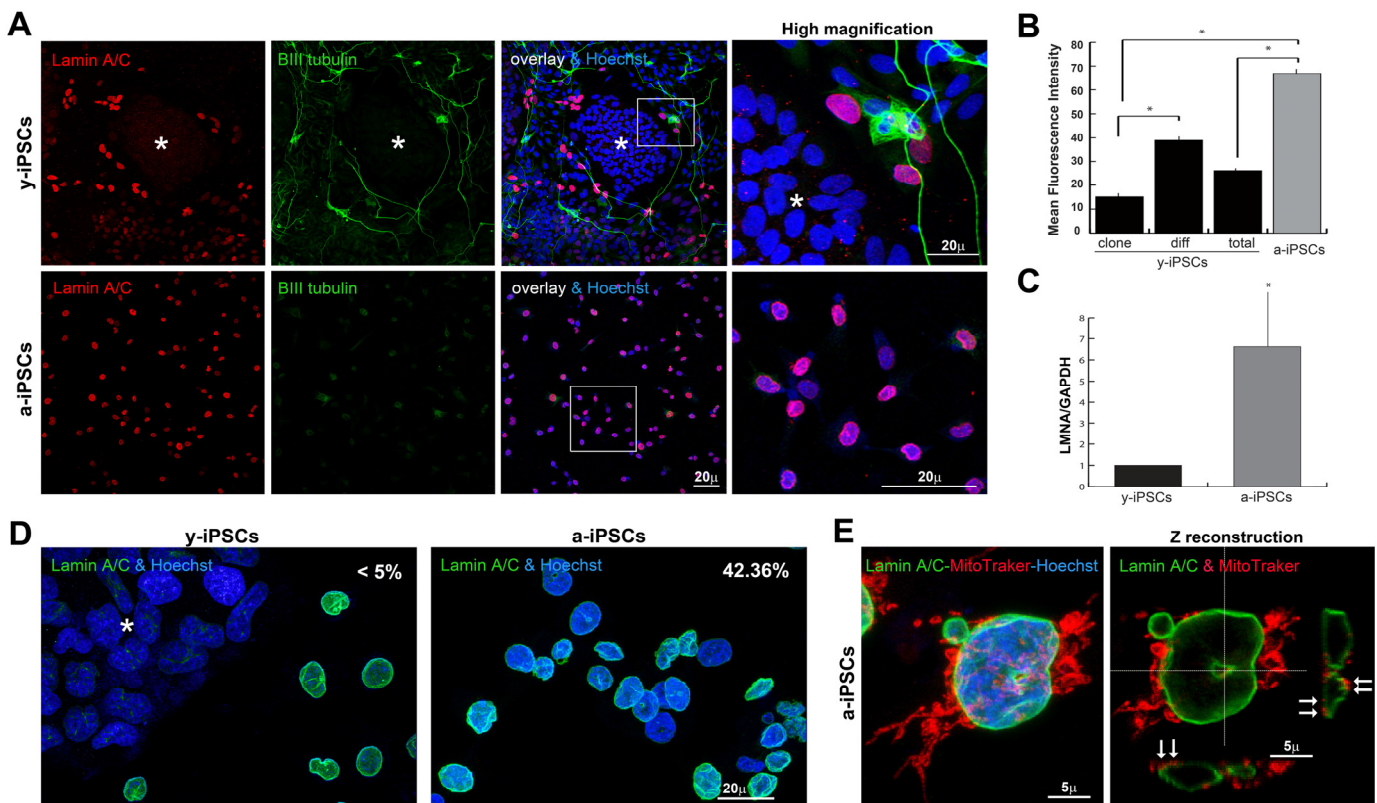 A
High magnification
y-iPSCs
Lamin A/C
BIII tubulin
overlay & Hoechst
*
*
*
*
20µ
a-iPSCs
Lamin A/C
BIII tubulin
overlay & Hoechst
20µ
20µ
B
Mean Fluorescence Intensity
80
70
60
50
40
30
20
10
0
*
*
*
clone diff total a-iPSCs
y-iPSCs
C
LMNA/GAPDH
8
7
6
5
4
3
2
1
0
*
y-iPSCs a-iPSCs
D
y-iPSCs
Lamin A/C & Hoechst
< 5%
*
a-iPSCs
Lamin A/C & Hoechst
42.36%
20µ
E
a-iPSCs
Lamin A/C-MitoTraker-Hoechst
5µ
Z reconstruction
Lamin A/C & MitoTraker
5µ